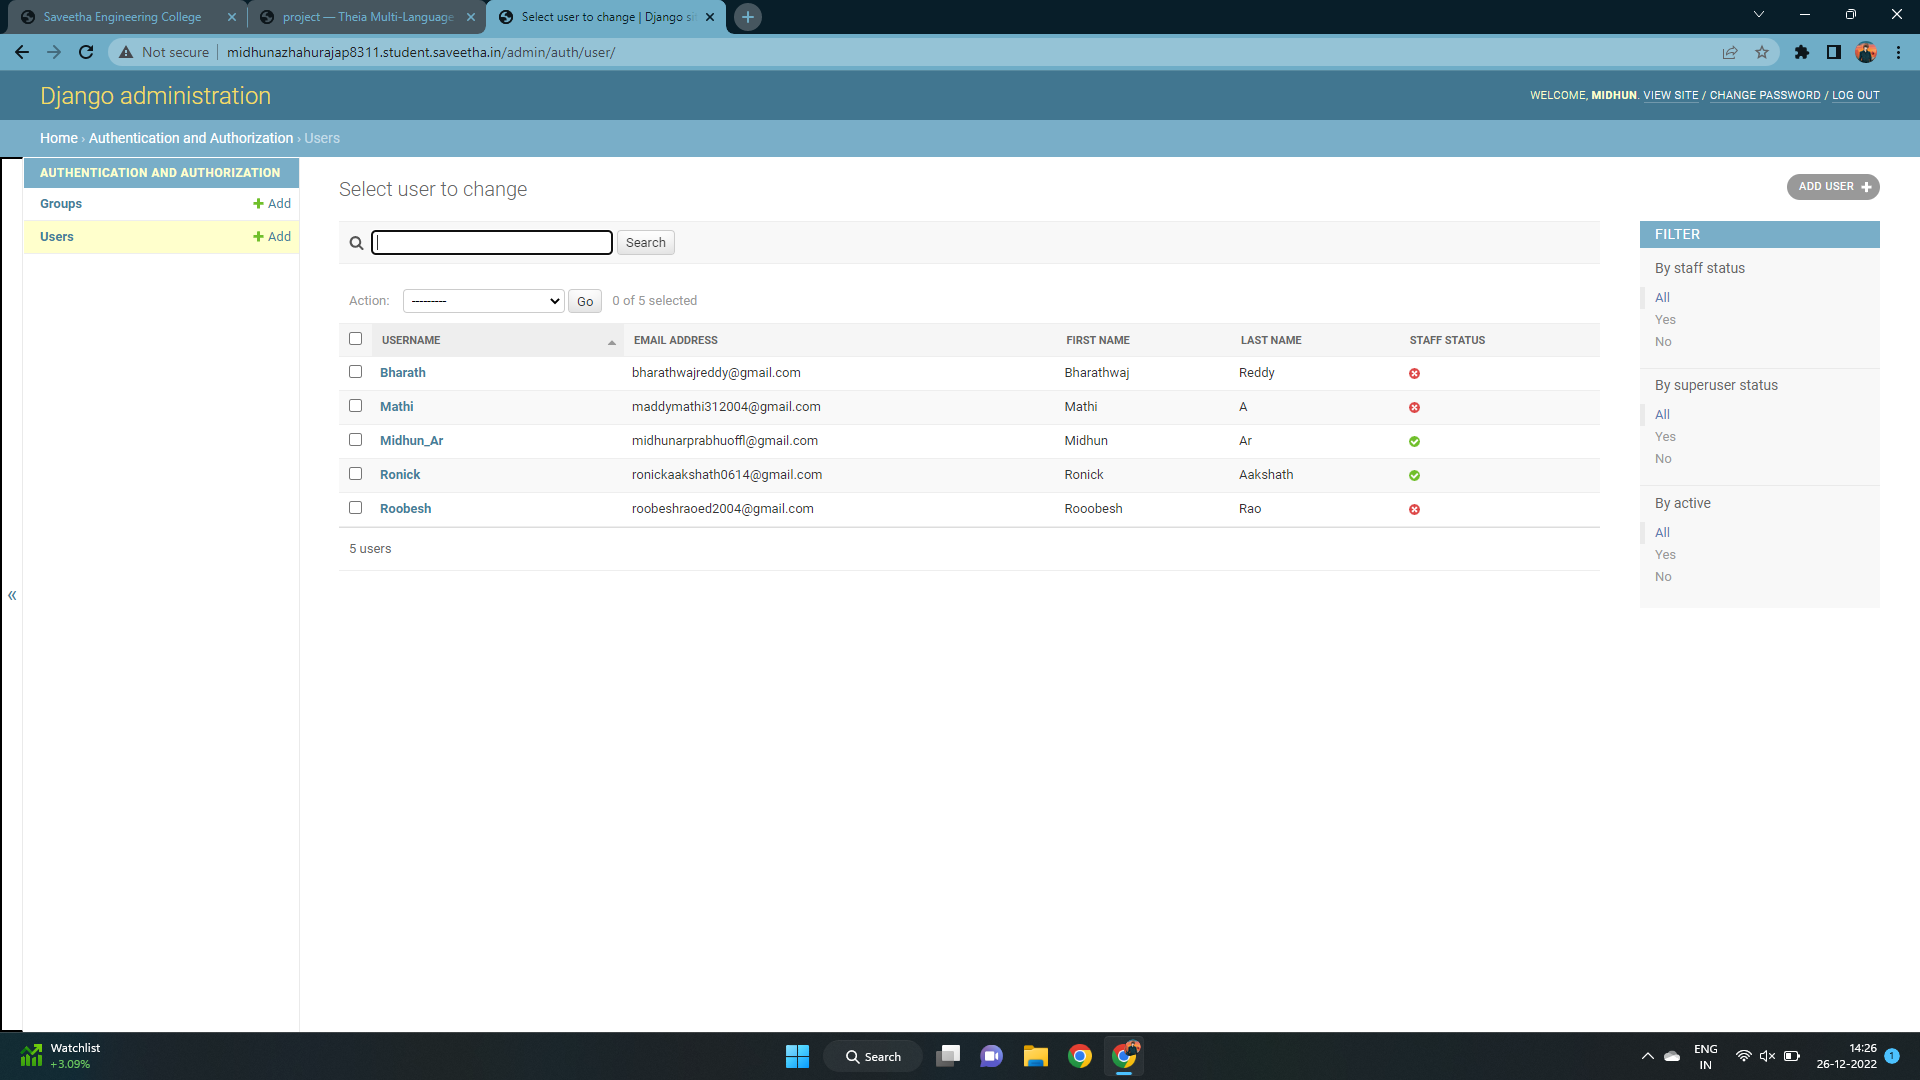 Saveetha Engineering College
project — Theia Multi-Language
Select user to change | Django si
Not secure
midhunazhahurajap8311.student.saveetha.in/admin/auth/user/
Django administration
WELCOME, MIDHUN. VIEW SITE / CHANGE PASSWORD / LOG OUT
Home › Authentication and Authorization › Users
AUTHENTICATION AND AUTHORIZATION
Groups + Add
Users + Add
«
Select user to change
ADD USER +
Search
Action: --------- Go 0 of 5 selected
USERNAME EMAIL ADDRESS FIRST NAME LAST NAME STAFF STATUS
Bharath bharathwajreddy@gmail.com Bharathwaj Reddy
Mathi maddymathi312004@gmail.com Mathi A
Midhun_Ar midhunarprabhuoffl@gmail.com Midhun Ar
Ronick ronickaakshath0614@gmail.com Ronick Aakshath
Roobesh roobeshraoed2004@gmail.com Rooobesh Rao
5 users
FILTER
By staff status
All
Yes
No
By superuser status
All
Yes
No
By active
All
Yes
No
Watchlist
+3.09%
Search
ENG
IN
14:26
26-12-2022
1